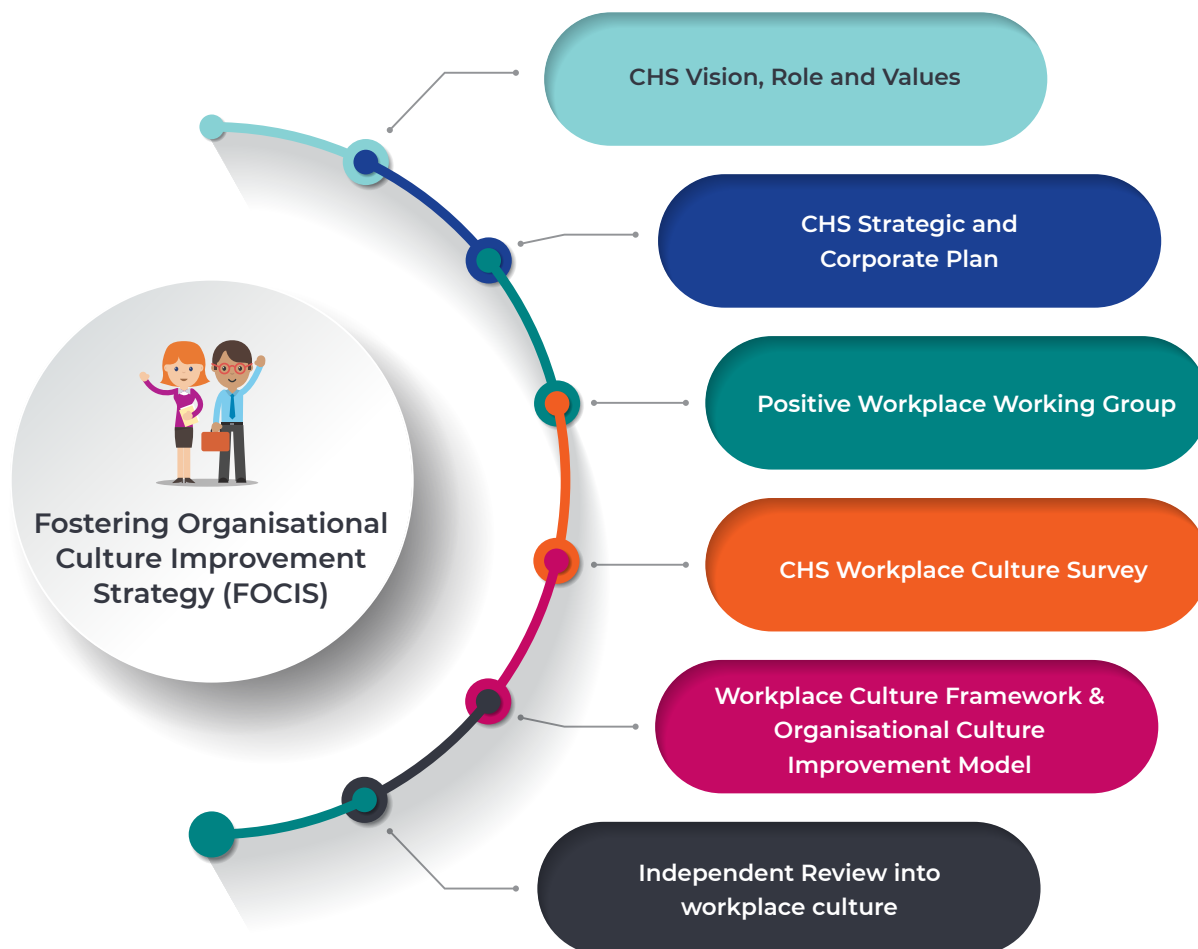 CHS Vision, Role and Values
CHS Strategic and
Corporate Plan
Positive Workplace Working Group
Fostering Organisational
Culture Improvement
Strategy (FOCIS)
CHS Workplace Culture Survey
Workplace Culture Framework &
Organisational Culture
Improvement Model
Independent Review into
workplace culture